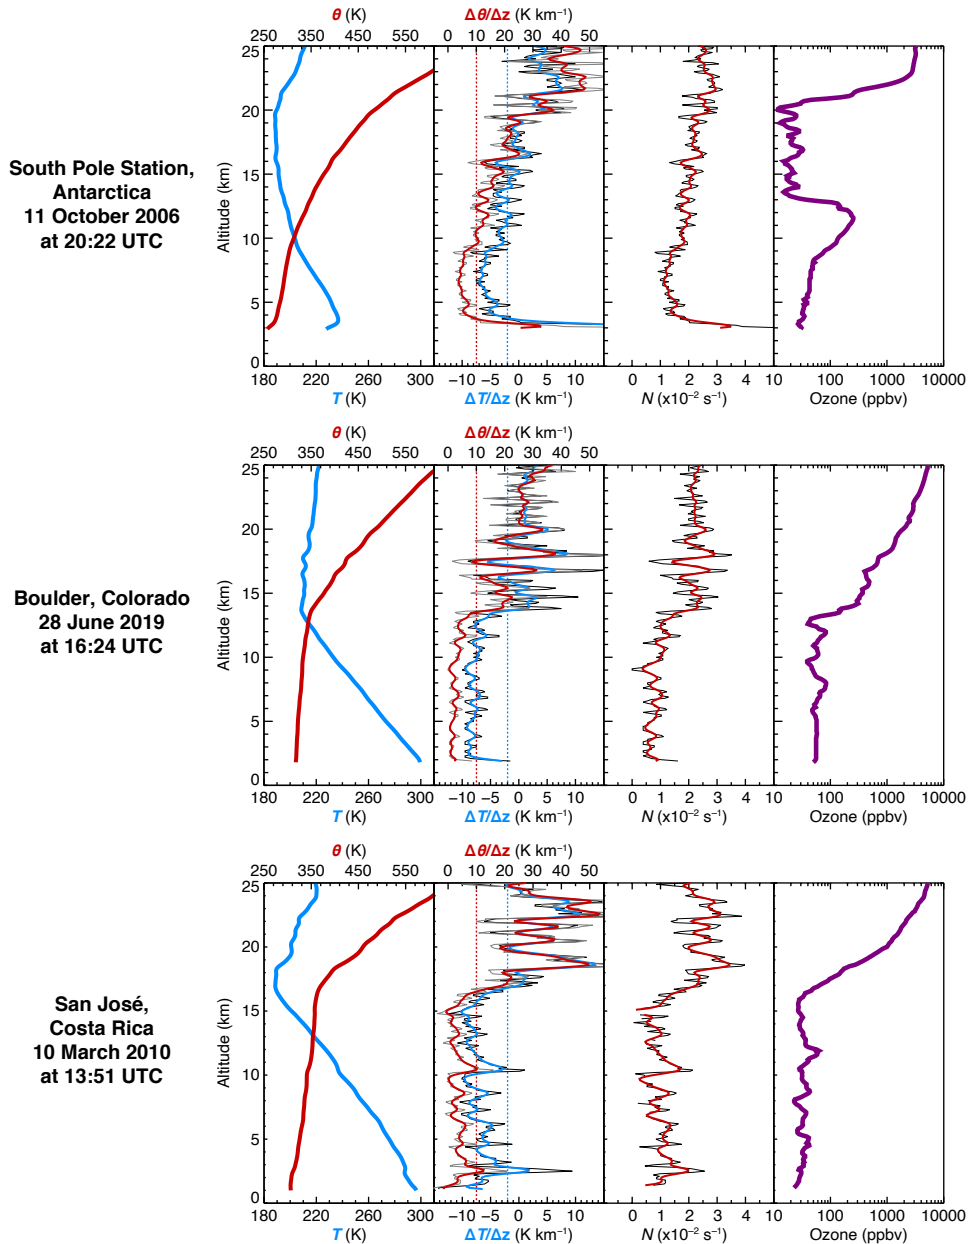 θ (K)
Δθ/Δz (K km⁻¹)
250 350 450 550
0 10 20 30 40 50
25
20
15
10
5
0
Altitude (km)
South Pole Station,
Antarctica
11 October 2006
at 20:22 UTC
180 220 260 300
−10 −5 0 5 10
0 1 2 3 4 5
10 100 1000 10000
T (K)
ΔT/Δz (K km⁻¹)
N (x10⁻² s⁻¹)
Ozone (ppbv)
θ (K)
Δθ/Δz (K km⁻¹)
250 350 450 550
0 10 20 30 40 50
25
20
15
10
5
0
Altitude (km)
Boulder, Colorado
28 June 2019
at 16:24 UTC
180 220 260 300
−10 −5 0 5 10
0 1 2 3 4
10 100 1000 10000
T (K)
ΔT/Δz (K km⁻¹)
N (x10⁻² s⁻¹)
Ozone (ppbv)
θ (K)
Δθ/Δz (K km⁻¹)
250 350 450 550
0 10 20 30 40 50
25
20
15
10
5
0
Altitude (km)
San José,
Costa Rica
10 March 2010
at 13:51 UTC
180 220 260 300
−10 −5 0 5 10
0 1 2 3 4
10 100 1000 10000
T (K)
ΔT/Δz (K km⁻¹)
N (x10⁻² s⁻¹)
Ozone (ppbv)